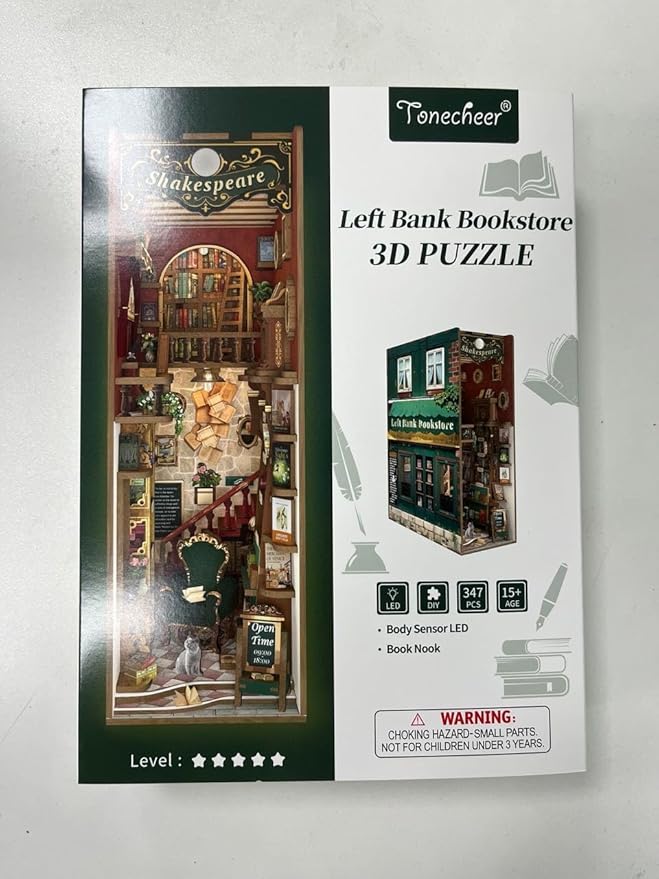 Tonecheer®
Left Bank Bookstore
3D PUZZLE
Shakespeare
Open
Time
09:00
18:00
Level : 
Shakespeare
Left Bank Bookstore
LED
DIY
347
PCS
15+
AGE
· Body Sensor LED
· Book Nook
WARNING:
CHOKING HAZARD-SMALL PARTS.
NOT FOR CHILDREN UNDER 3 YEARS.